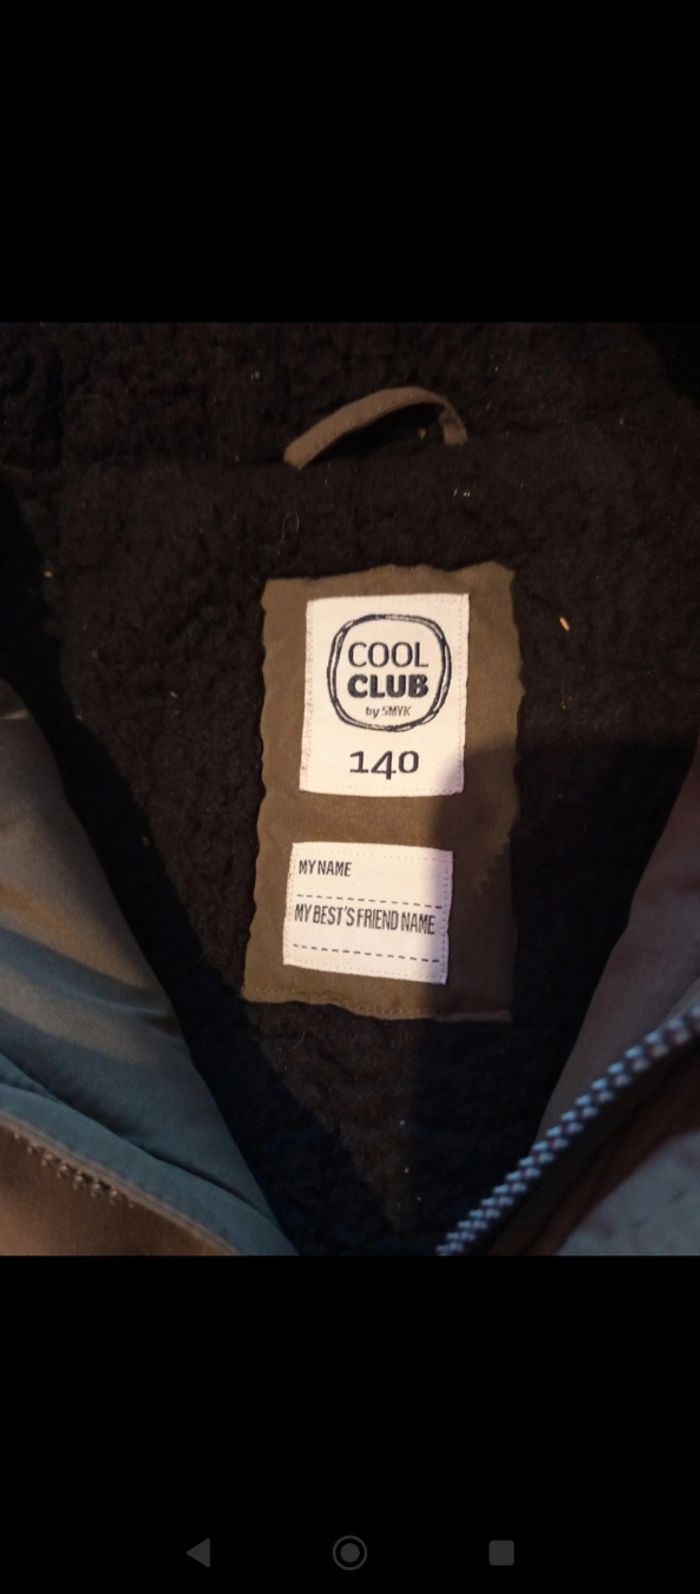 COOL
CLUB
by SMYK
140
MY NAME
MY BEST'S FRIEND NAME